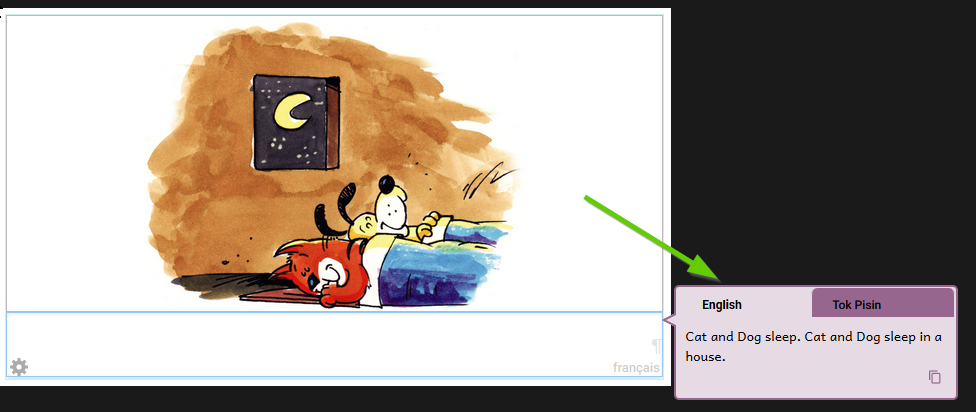 English
Tok Pisin
Cat and Dog sleep. Cat and Dog sleep in a
house.
¶
français